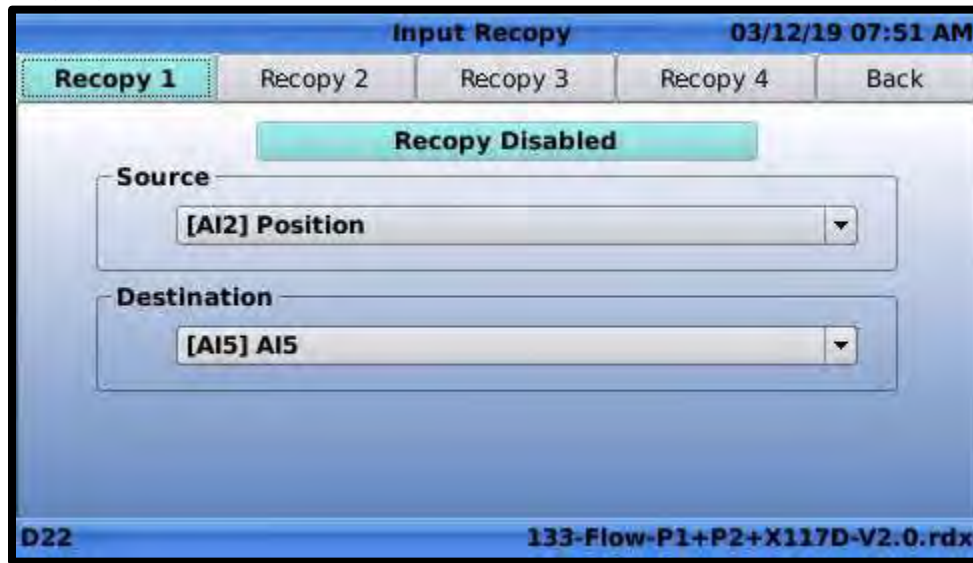 Input Recopy 03/12/19 07:51 AM
Recopy 1 Recopy 2 Recopy 3 Recopy 4 Back
Recopy Disabled
Source
[AI2] Position
Destination
[AI5] AI5
D22 133-Flow-P1+P2+X117D-V2.0.rdx